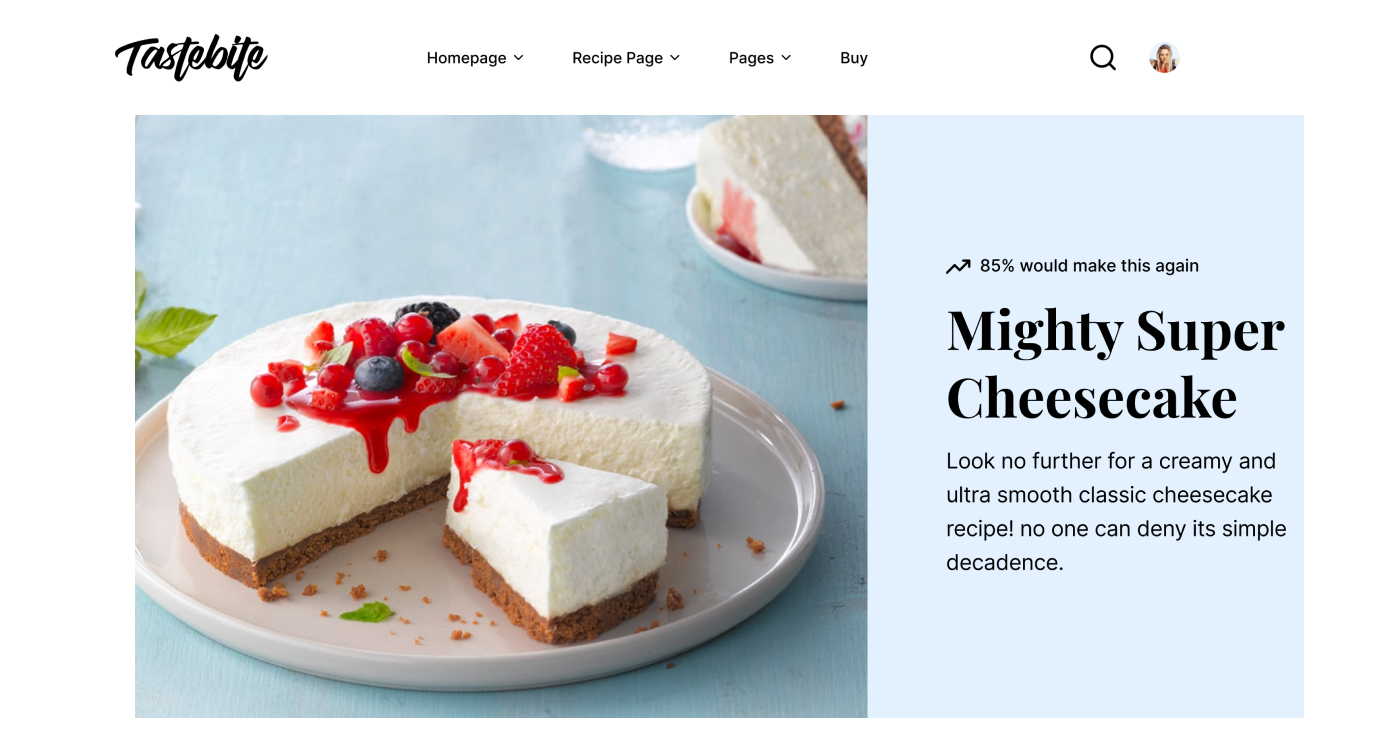 Tastebite
Homepage
Recipe Page
Pages
Buy
85% would make this again
Mighty Super
Cheesecake
Look no further for a creamy and
ultra smooth classic cheesecake
recipe! no one can deny its simple
decadence.